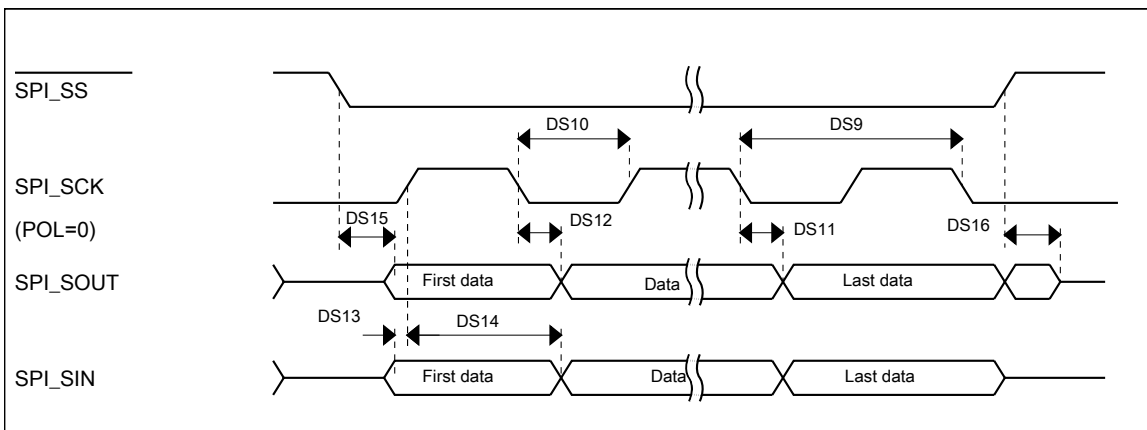 SPI_SS
DS10
DS9
SPI_SCK
(POL=0)
DS15
DS12
DS11
DS16
SPI_SOUT
First data
Data
Last data
DS13
DS14
SPI_SIN
First data
Data
Last data